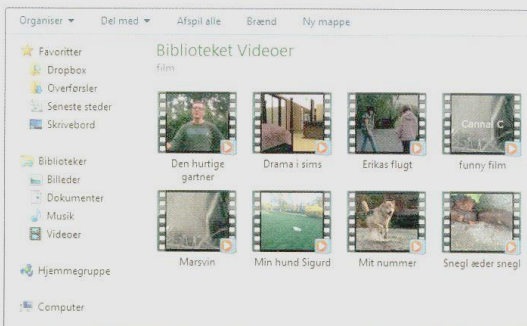 Organiser
Del med
Afspil alle
Brænd
Ny mappe
Favoritter
Dropbox
Overførsler
Seneste steder
Skrivebord
Biblioteker
Billeder
Dokumenter
Musik
Videoer
Hjemmegruppe
Computer
Biblioteket Videoer
film
Den hurtige
gartner
Drama i sims
Erikas flugt
Cannal C
funny film
Marsvin
Min hund Sigurd
Mit nummer
Snegl æder snegl